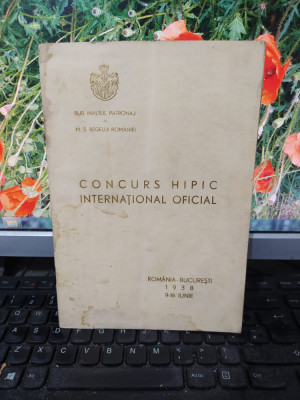 SUB ÎNALTUL PATRONAJ
AL
M. S. REGELUI ROMÂNIEI
CONCURS HIPIC
INTERNAȚIONAL OFICIAL
ROMÂNIA-BUCUREȘTI
1938
9-16 IUNIE